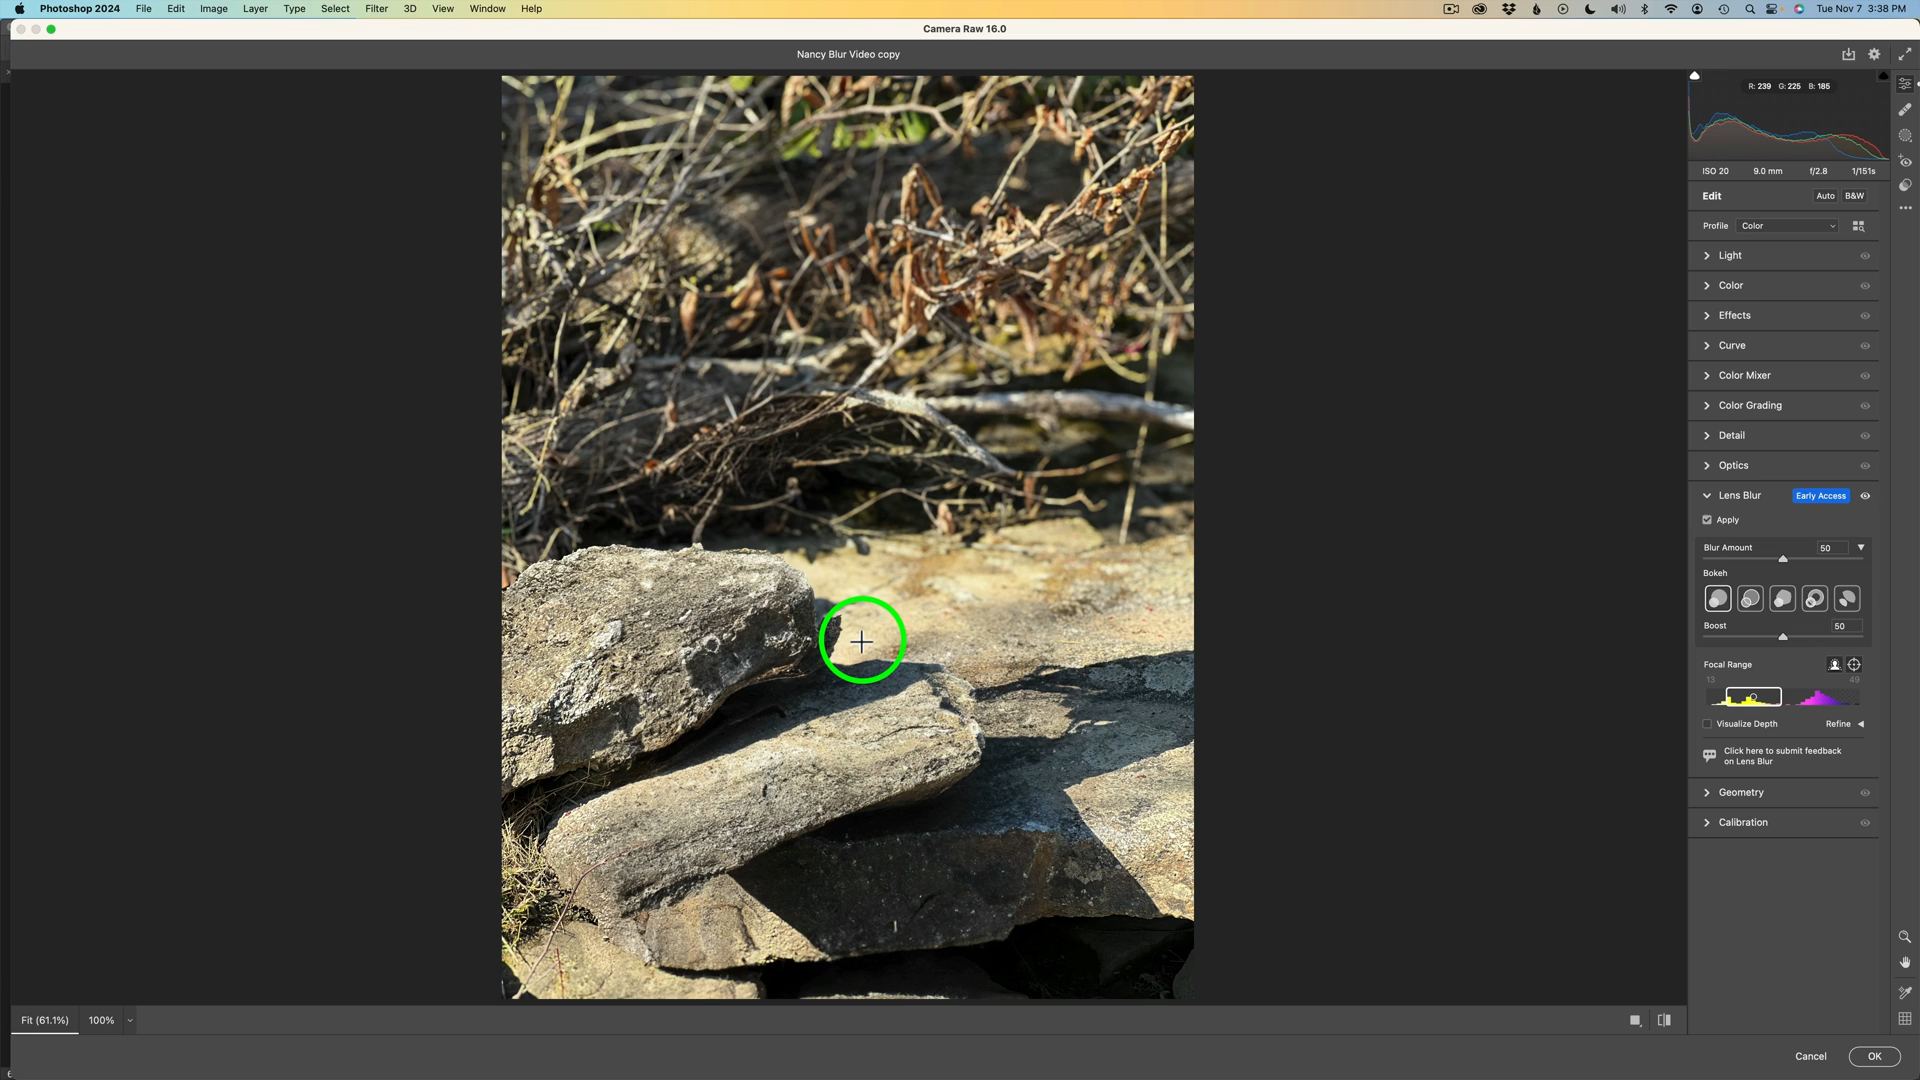 Photoshop 2024 File Edit Image Layer Type Select Filter 3D View Window Help Tue Nov 7 3:38 PM
Camera Raw 16.0
Nancy Blur Video copy
R: 239 G: 225 B: 185
ISO 20 9.0 mm f/2.8 1/151s
Edit Auto B&W
Profile Color
Light
Color
Effects
Curve
Color Mixer
Color Grading
Detail
Optics
Lens Blur Early Access
Apply
Blur Amount 50
Bokeh
Boost 50
Focal Range
13 49
Visualize Depth Refine
Click here to submit feedback
on Lens Blur
Geometry
Calibration
Fit (61.1%) 100%
Cancel OK